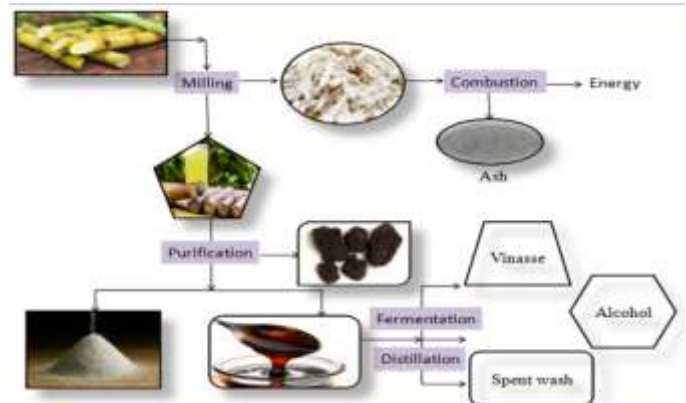 Milling
Combustion
Energy
Ash
Purification
Vinasse
Fermentation
Alcohol
Distillation
Spent wash